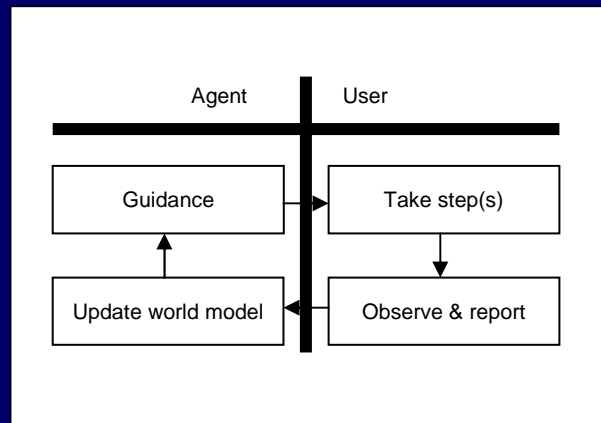 Agent
User
Guidance
Take step(s)
Update world model
Observe & report